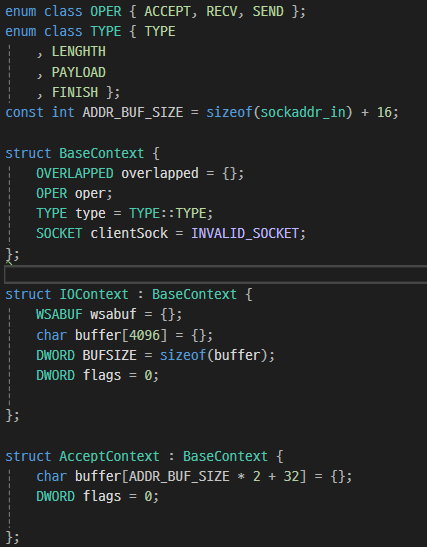 enum class OPER { ACCEPT, RECV, SEND };
enum class TYPE { TYPE
, LENGHTH
, PAYLOAD
, FINISH };
const int ADDR_BUF_SIZE = sizeof(sockaddr_in) + 16;
struct BaseContext {
OVERLAPPED overlapped = {};
OPER oper;
TYPE type = TYPE::TYPE;
SOCKET clientSock = INVALID_SOCKET;
};
struct IOContext : BaseContext {
WSABUF wsabuf = {};
char buffer[4096] = {};
DWORD BUFSIZE = sizeof(buffer);
DWORD flags = 0;
};
struct AcceptContext : BaseContext {
char buffer[ADDR_BUF_SIZE * 2 + 32] = {};
DWORD flags = 0;
};